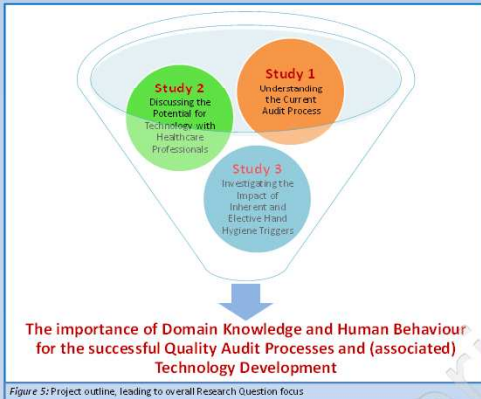 Study 1
Understanding
the Current
Audit Process
Study 2
Discussing the
Potential for
Technology with
Healthcare
Professionals
Study 3
Investigating the
Impact of
Inherent and
Elective Hand
Hygiene Triggers
The importance of Domain Knowledge and Human Behaviour
for the successful Quality Audit Processes and (associated)
Technology Development
Figure 5: Project outline, leading to overall Research Question focus